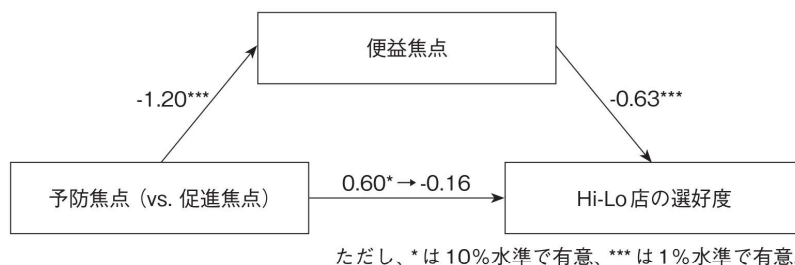 便益焦点
-1.20***
-0.63***
予防焦点（vs. 促進焦点）
0.60*→-0.16
Hi-Lo店の選好度
ただし、*は10％水準で有意、***は1％水準で有意。